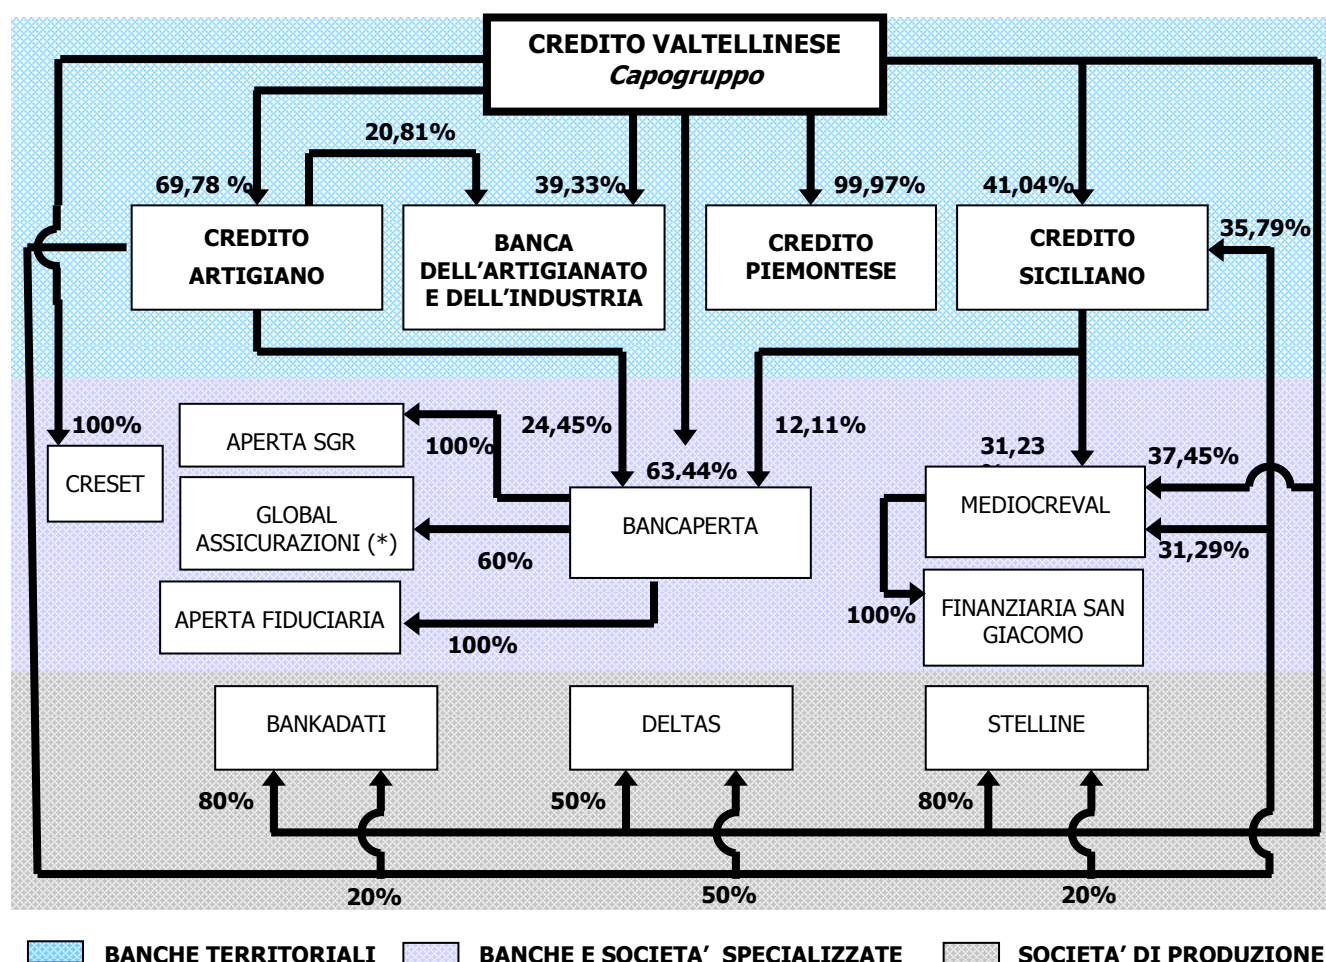 CREDITO VALTELLINESE
Capogruppo
20,81%
69,78 %
39,33%
99,97%
41,04%
35,79%
CREDITO
ARTIGIANO
BANCA
DELL’ARTIGIANATO
E DELL’INDUSTRIA
CREDITO
PIEMONTESE
CREDITO
SICILIANO
100%
APERTA SGR
100%
24,45%
12,11%
31,23
37,45%
63,44%
CRESET
GLOBAL
ASSICURAZIONI (*)
BANCAPERTA
MEDIOCREVAL
60%
31,29%
APERTA FIDUCIARIA
100%
100%
FINANZIARIA SAN
GIACOMO
BANKADATI
DELTAS
STELLINE
80%
50%
80%
20%
50%
20%
BANCHE TERRITORIALI
BANCHE E SOCIETA’ SPECIALIZZATE
SOCIETA’ DI PRODUZIONE